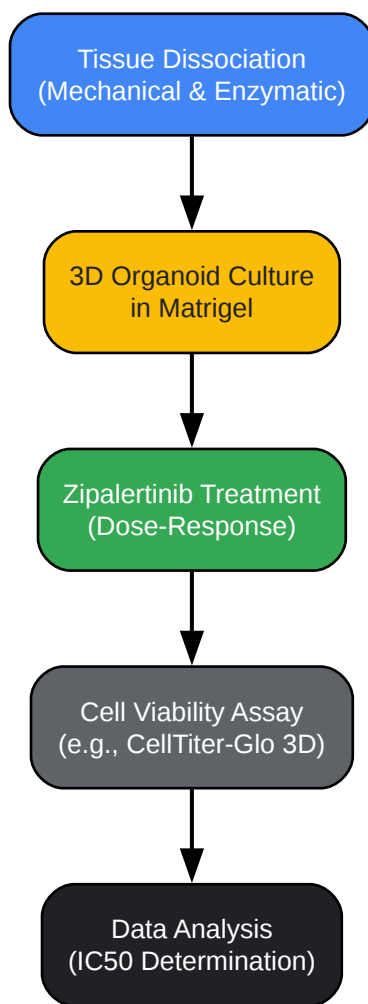 Tissue Dissociation
(Mechanical & Enzymatic)
3D Organoid Culture
in Matrigel
Zipalertinib Treatment
(Dose-Response)
Cell Viability Assay
(e.g., CellTiter-Glo 3D)
Data Analysis
(IC50 Determination)